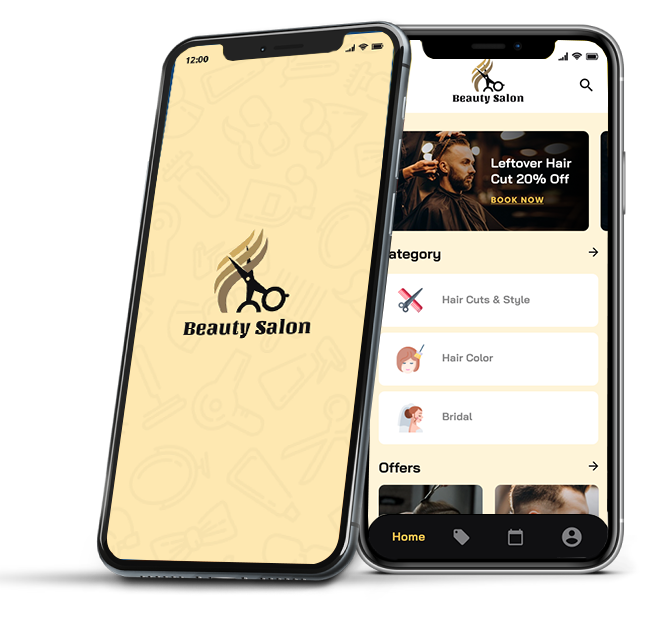 12:00
Beauty Salon
Beauty Salon
Leftover Hair
Cut 20% Off
BOOK NOW
ategory
Hair Cuts & Style
Hair Color
Bridal
Offers
Home